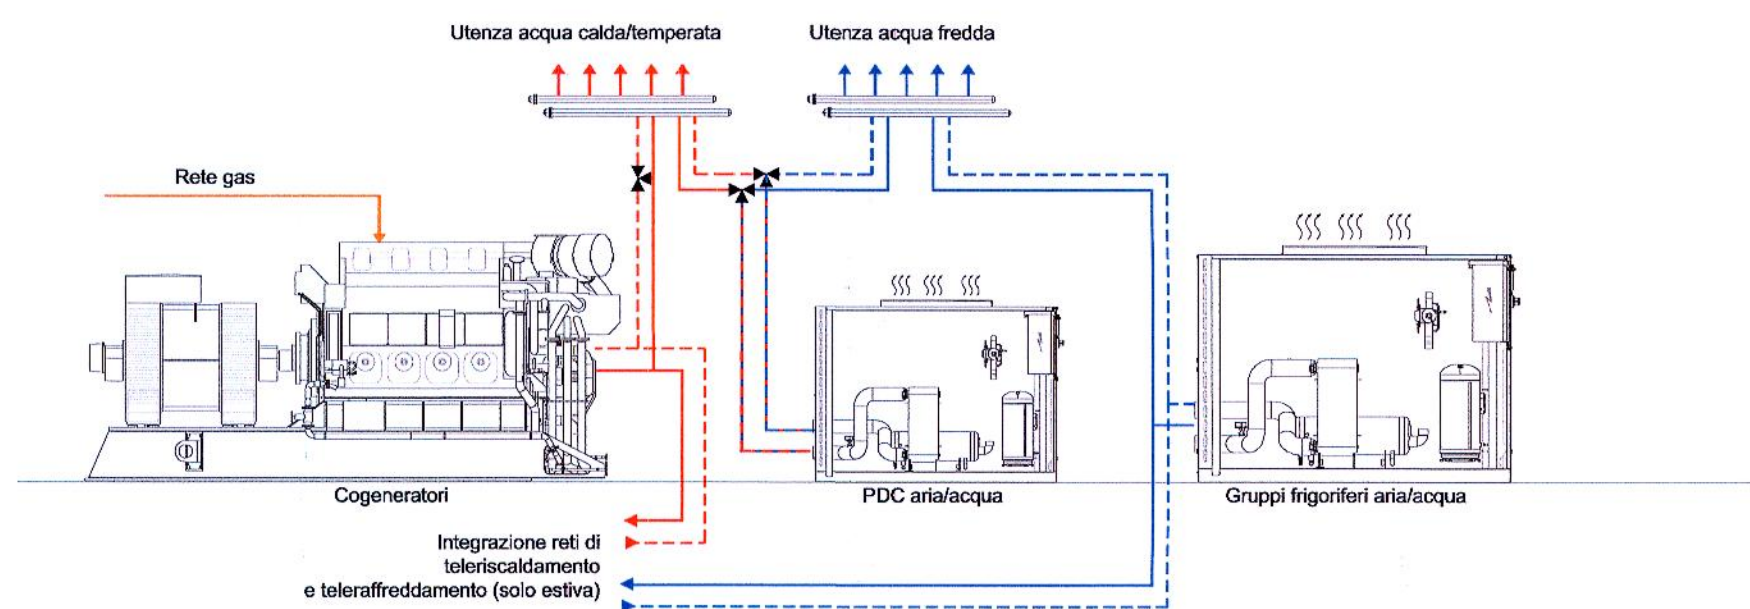 Utenza acqua calda/temperata
Utenza acqua fredda
Rete gas
Cogeneratori
PDC aria/acqua
Gruppi frigoriferi aria/acqua
Integrazione reti di
teleriscaldamento
e teleraffreddamento (solo estiva)